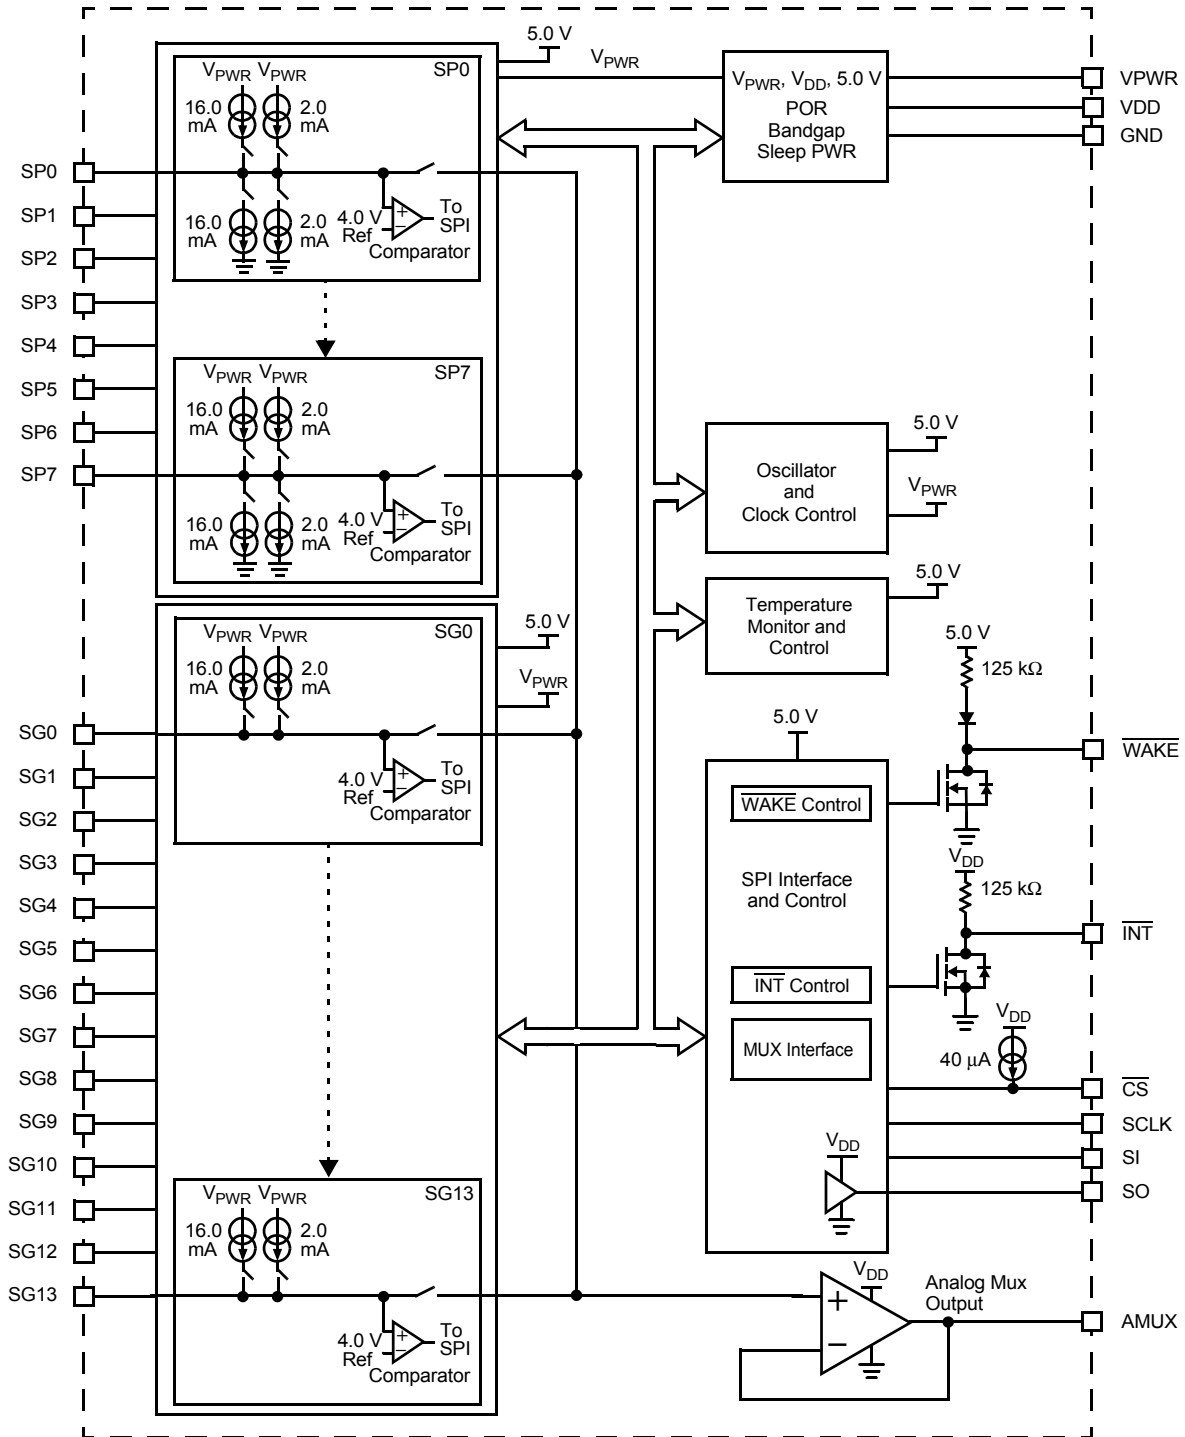 5.0 V
VPWR
SP0
VPWR VPWR
16.0 mA
2.0 mA
16.0 mA
2.0 mA
4.0 V Ref
+
−
To SPI
Comparator
SP7
VPWR VPWR
16.0 mA
2.0 mA
16.0 mA
2.0 mA
4.0 V Ref
+
−
To SPI
Comparator
SP0
SP1
SP2
SP3
SP4
SP5
SP6
SP7
5.0 V
VPWR
SG0
VPWR VPWR
16.0 mA
2.0 mA
4.0 V Ref
+
−
To SPI
Comparator
SG13
VPWR VPWR
16.0 mA
2.0 mA
4.0 V Ref
+
−
To SPI
Comparator
SG0
SG1
SG2
SG3
SG4
SG5
SG6
SG7
SG8
SG9
SG10
SG11
SG12
SG13
VPWR, VDD, 5.0 V
POR
Bandgap
Sleep PWR
VPWR
VDD
GND
5.0 V
VPWR
Oscillator
and
Clock Control
5.0 V
Temperature
Monitor and
Control
5.0 V
125 kΩ
WAKE
5.0 V
WAKE Control
SPI Interface
and Control
INT Control
MUX Interface
VDD
125 kΩ
INT
VDD
40 μA
CS
SCLK
SI
VDD
SO
VDD
+
−
Analog Mux
Output
AMUX